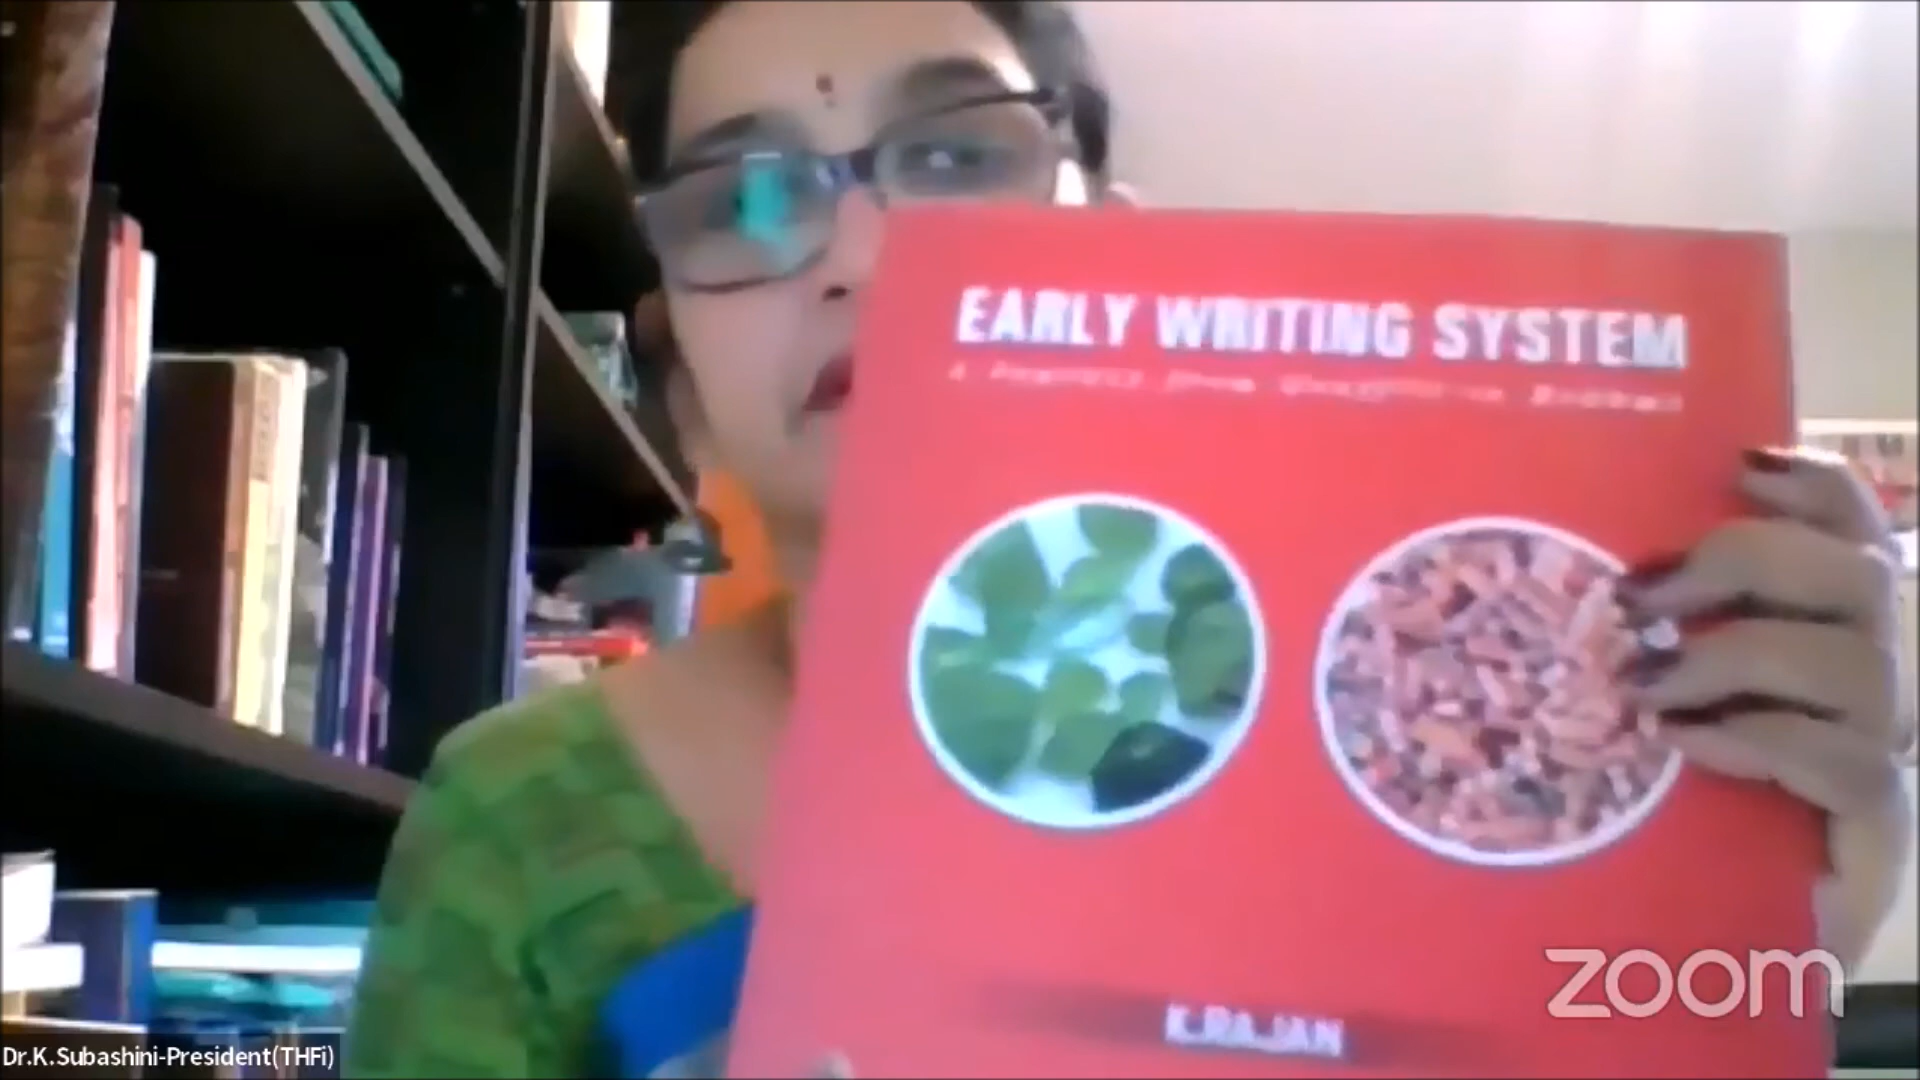 EARLY WRITING SYSTEM
K.RAJAN
zoom
Dr.K.Subashini-President(THFi)